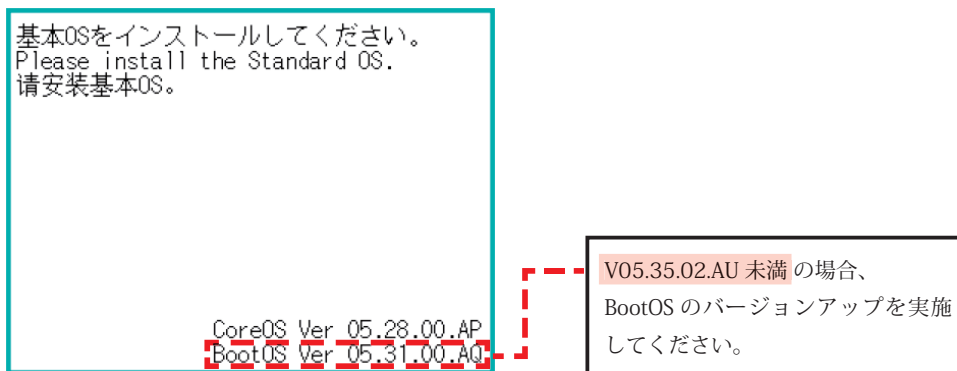 基本OSをインストールしてください。
Please install the Standard OS.
请安装基本OS。
CoreOS Ver 05.28.00.AP
BootOS Ver 05.31.00.AQ
V05.35.02.AU 未満の場合、
BootOS のバージョンアップを実施
してください。